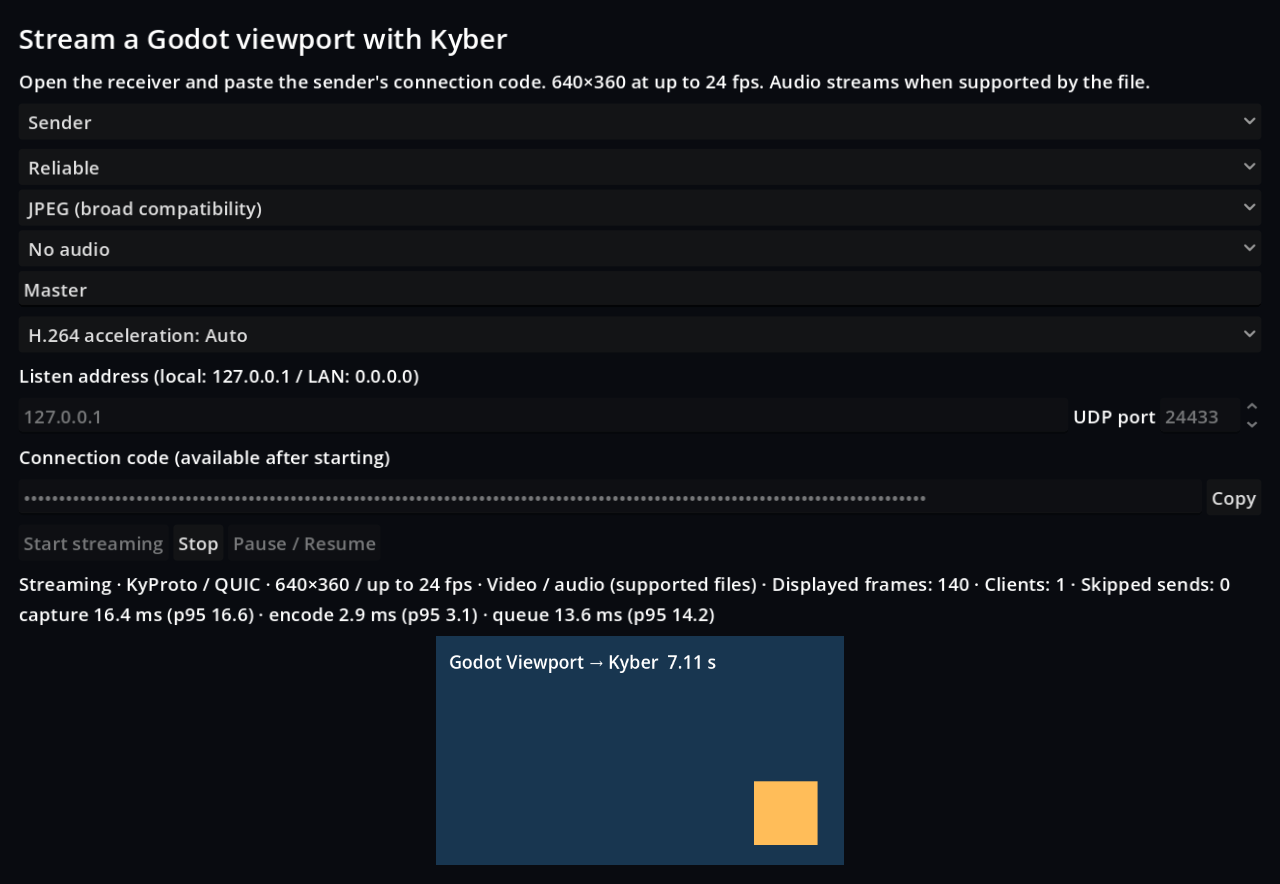 Stream a Godot viewport with Kyber
Open the receiver and paste the sender's connection code. 640×360 at up to 24 fps. Audio streams when supported by the file.
Sender
Reliable
JPEG (broad compatibility)
No audio
Master
H.264 acceleration: Auto
Listen address (local: 127.0.0.1 / LAN: 0.0.0.0)
127.0.0.1 UDP port 24433
Connection code (available after starting)
Copy
Start streaming Stop Pause / Resume
Streaming · KyProto / QUIC · 640×360 / up to 24 fps · Video / audio (supported files) · Displayed frames: 140 · Clients: 1 · Skipped sends: 0
capture 16.4 ms (p95 16.6) · encode 2.9 ms (p95 3.1) · queue 13.6 ms (p95 14.2)
Godot Viewport → Kyber 7.11 s